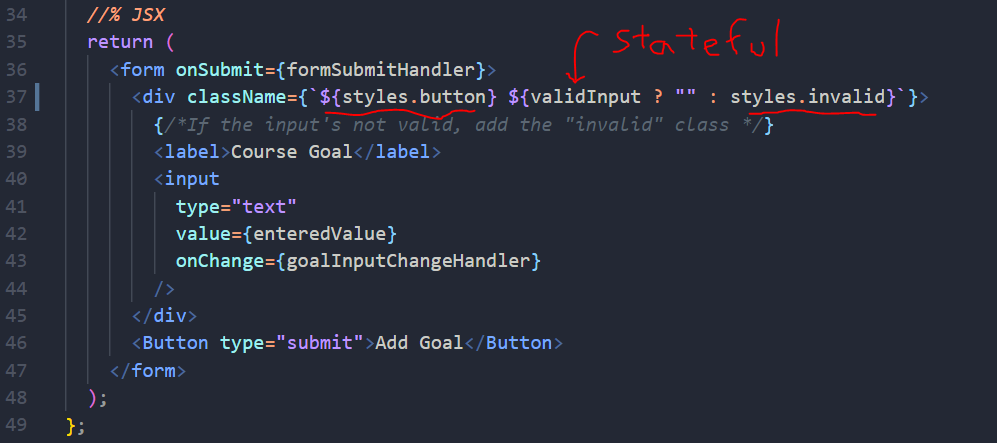 34 //% JSX
stateful
35 return (
36 <form onSubmit={formSubmitHandler}>
37 <div className={`${styles.button} ${validInput ? "" : styles.invalid}`}>
38 {/*If the input's not valid, add the "invalid" class */}
39 <label>Course Goal</label>
40 <input
41 type="text"
42 value={enteredValue}
43 onChange={goalInputChangeHandler}
44 />
45 </div>
46 <Button type="submit">Add Goal</Button>
47 </form>
48 );
49 };